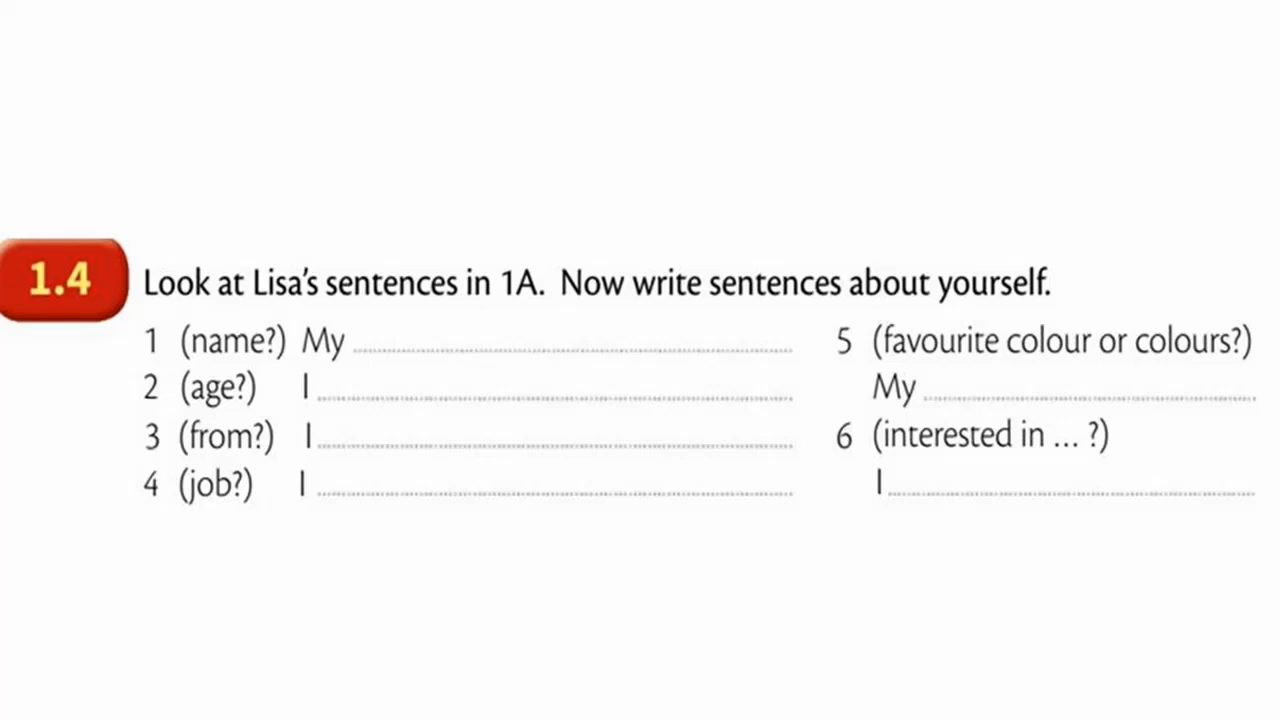 1.4 Look at Lisa's sentences in 1A. Now write sentences about yourself.
1 (name?) My
2 (age?) I
3 (from?) I
4 (job?) I
5 (favourite colour or colours?)
My
6 (interested in ... ?)
I